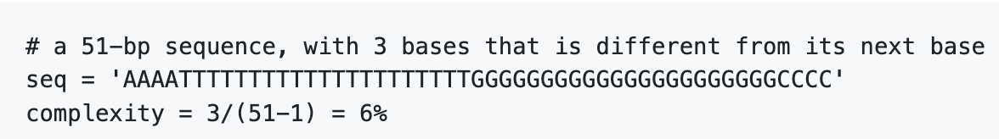 # a 51-bp sequence, with 3 bases that is different from its next base
seq = 'AAAATTTTTTTTTTTTTTTTTTTTTGGGGGGGGGGGGGGGGGGGGGGCCCC'
complexity = 3/(51-1) = 6%